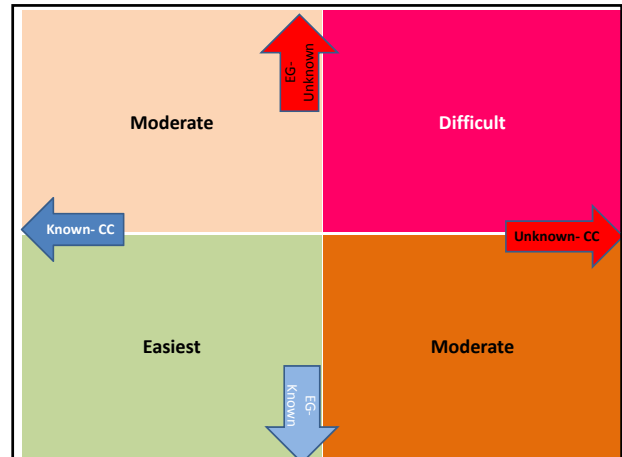 EG-
Unknown
Moderate
Difficult
Known- CC
Unknown- CC
Easiest
Moderate
EG-
Known